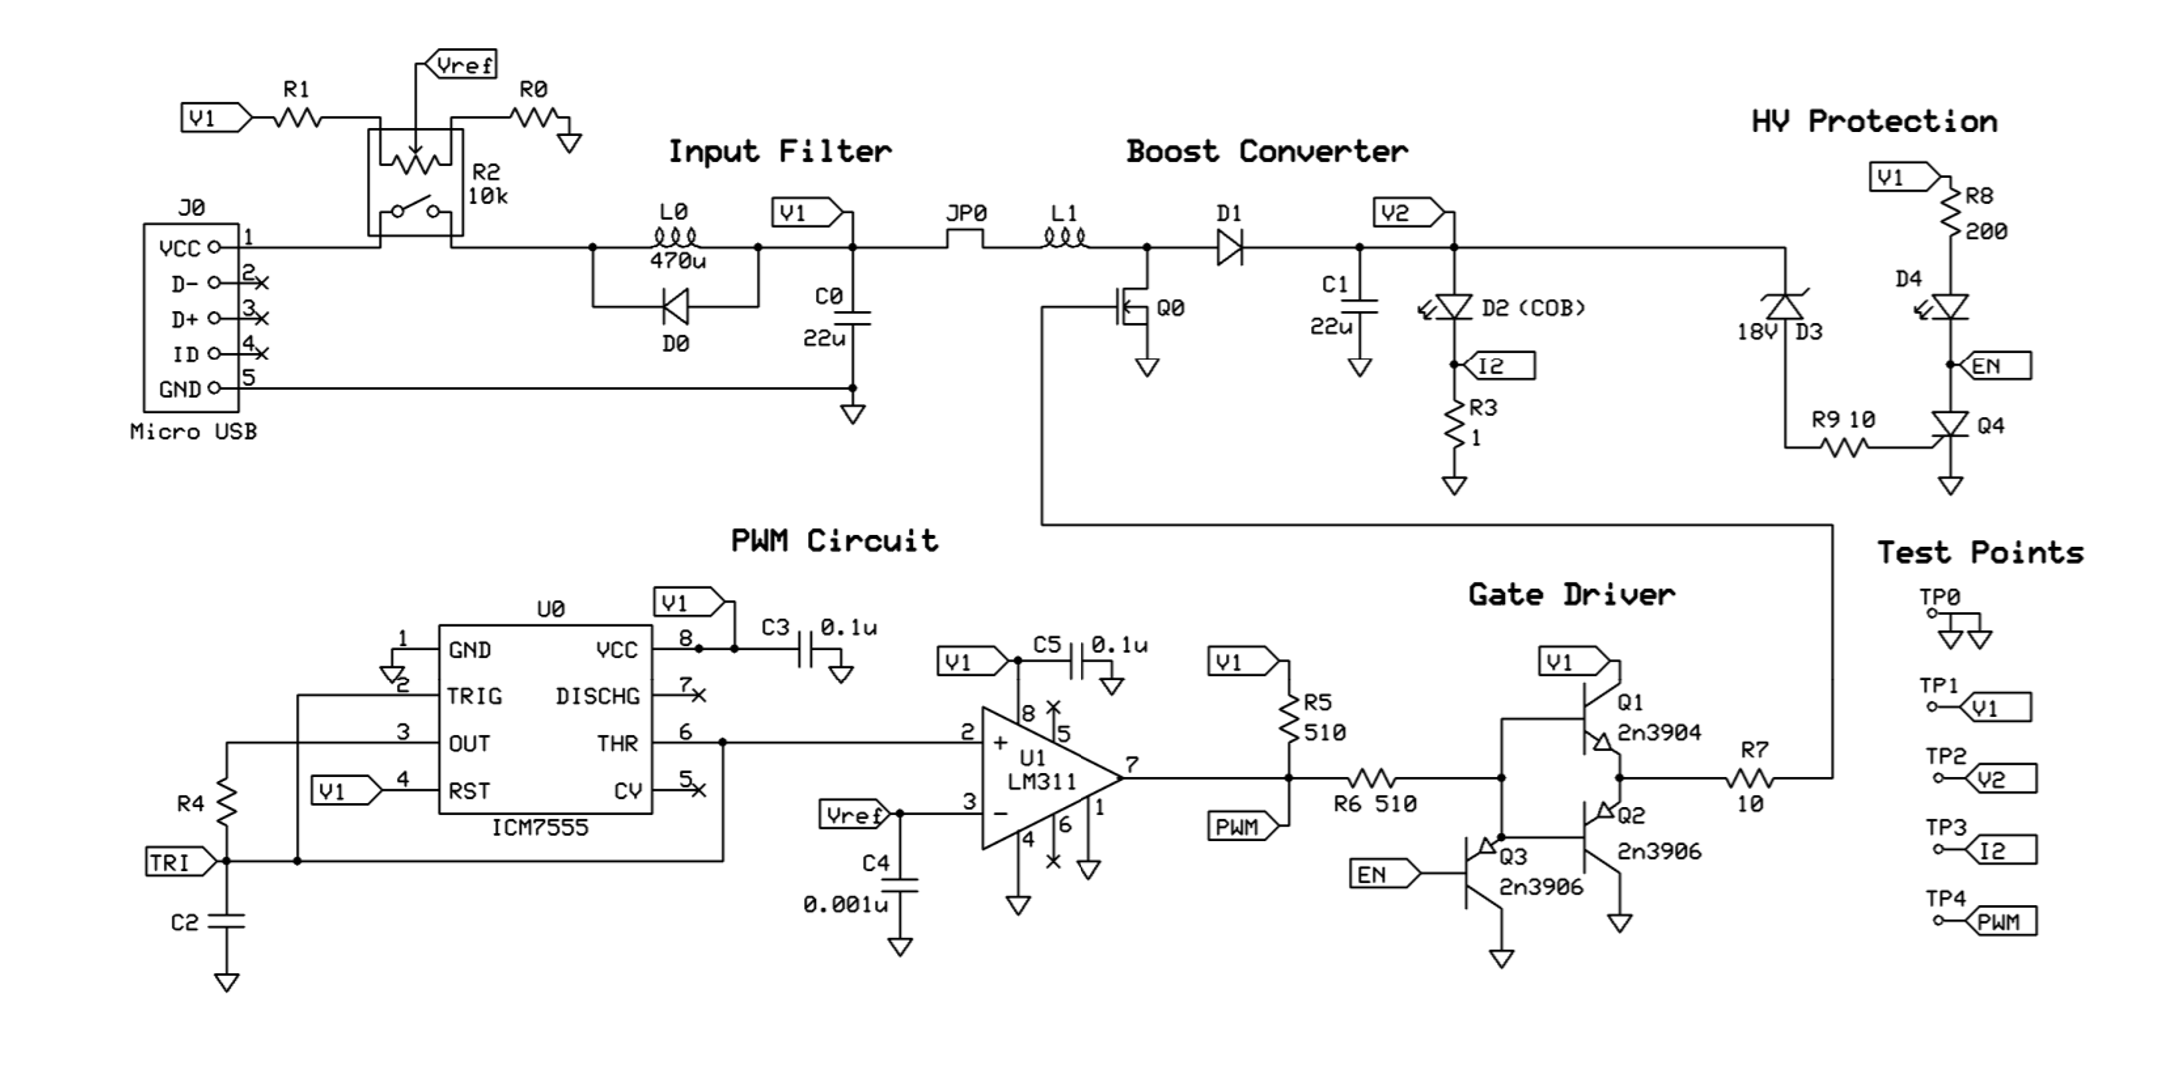 Vref
R1
R0
V1
R2
10k
Input Filter
Boost Converter
HV Protection
V1
R8
200
J0
VCC 1
D- 2
D+ 3
ID 4
GND 5
Micro USB
L0
470u
D0
V1
C0
22u
JP0
L1
D1
Q0
V2
C1
22u
D2 (COB)
I2
R3
1
18V D3
D4
EN
R9 10
Q4
PWM Circuit
U0
1 GND
2 TRIG
3 OUT
4 RST
VCC 8
DISCHG 7
THR 6
CV 5
ICM7555
V1
V1
C3 0.1u
R4
TRI
C2
V1
C5 0.1u
2 +
3 -
8
5
U1
LM311
7
4
6
1
Vref
C4
0.001u
Gate Driver
V1
R5
510
PWM
R6 510
V1
Q1
2n3904
Q2
2n3906
EN
Q3
2n3906
R7
10
Test Points
TP0
TP1
V1
TP2
V2
TP3
I2
TP4
PWM